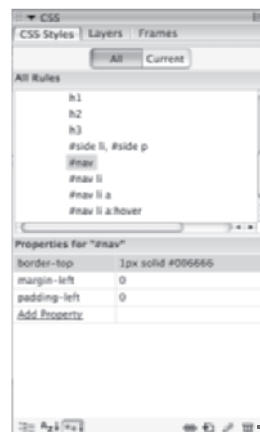 CSS
CSS Styles Layers Frames
All Current
All Rules
h1
h2
h3
#side li, #side p
#nav
#nav li
#nav li a
#nav li a:hover
Properties for "#nav"
border-top 1px solid #006666
margin-left 0
padding-left 0
Add Property